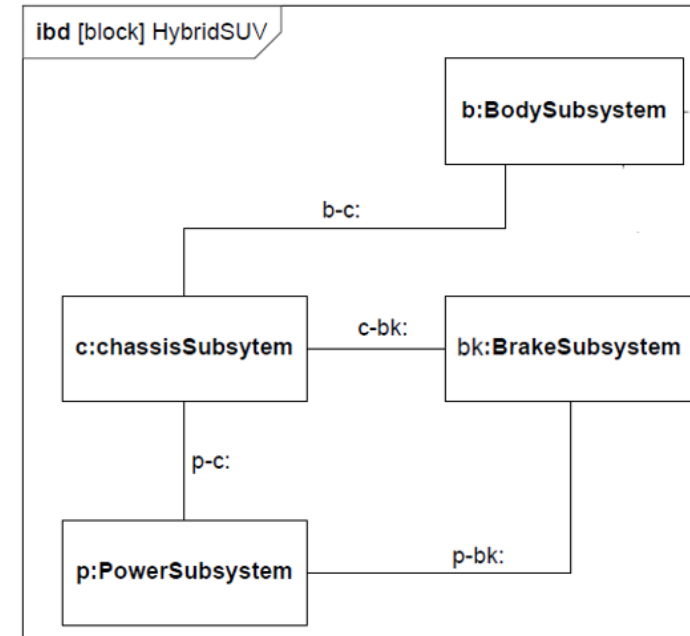 ibd [block] HybridSUV
b:BodySubsystem
b-c:
c:chassisSubsytem
c-bk:
bk:BrakeSubsystem
p-c:
p:PowerSubsystem
p-bk: